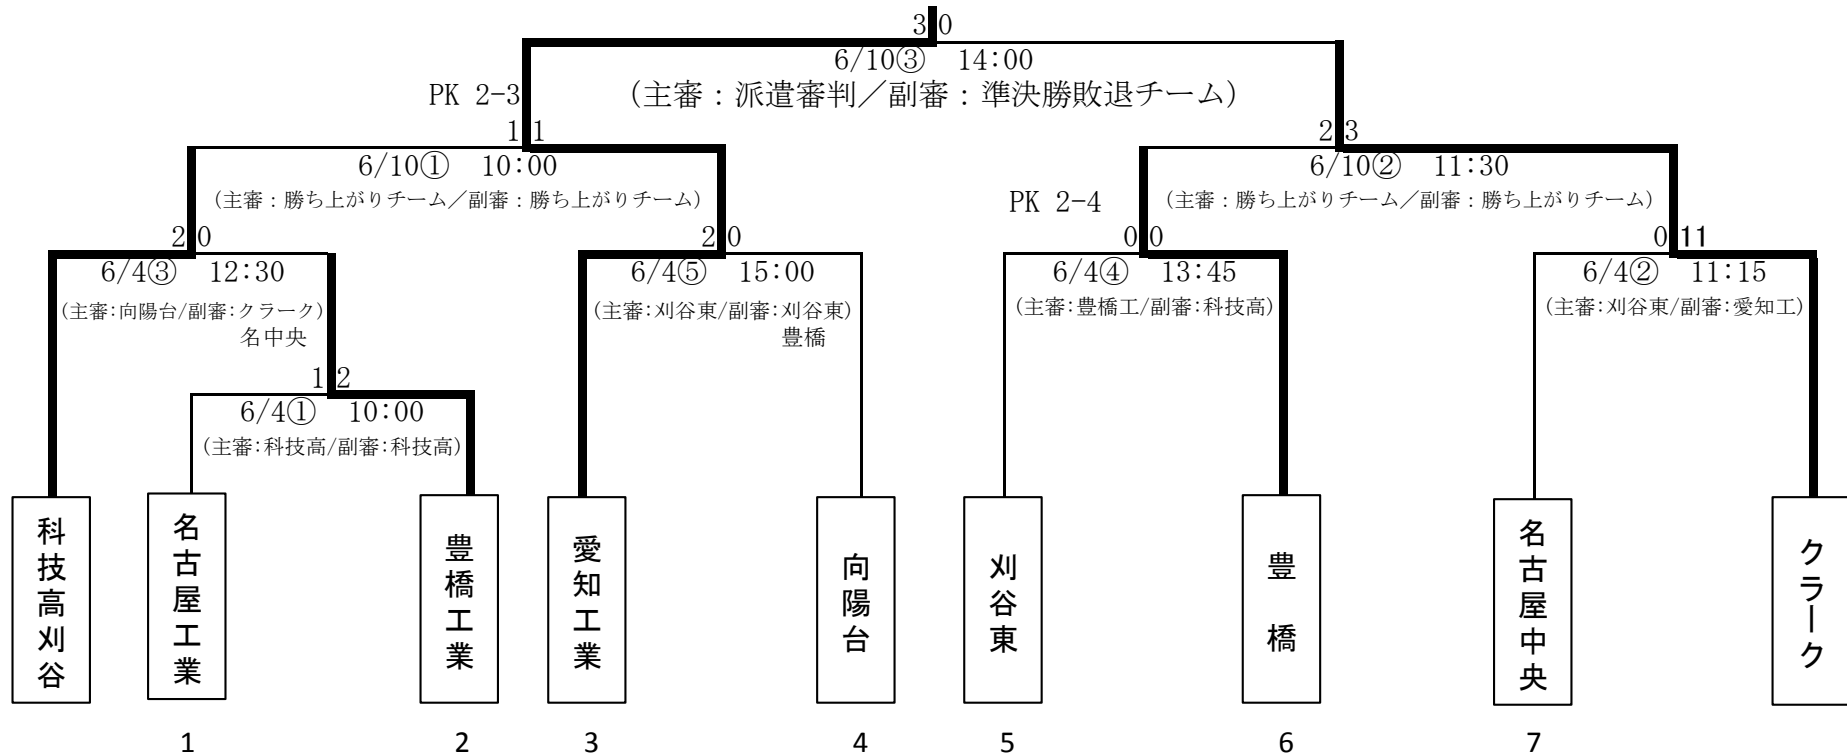 3 0
6/10③ 14:00
PK 2-3
(主審：派遣審判／副審：準決勝敗退チーム)
1 1
2 3
6/10① 10:00
6/10② 11:30
(主審：勝ち上がりチーム／副審：勝ち上がりチーム)
PK 2-4
(主審：勝ち上がりチーム／副審：勝ち上がりチーム)
2 0
2 0
0 0
0 11
6/4③ 12:30
6/4⑤ 15:00
6/4④ 13:45
6/4② 11:15
(主審:向陽台/副審:クラーク)
名中央
(主審:刈谷東/副審:刈谷東)
豊橋
(主審:豊橋工/副審:科技高)
(主審:刈谷東/副審:愛知工)
1 2
6/4① 10:00
(主審:科技高/副審:科技高)
科技高刈谷
名古屋工業
豊橋工業
愛知工業
向陽台
刈谷東
豊橋
名古屋中央
クラーク
1 2 3 4 5 6 7